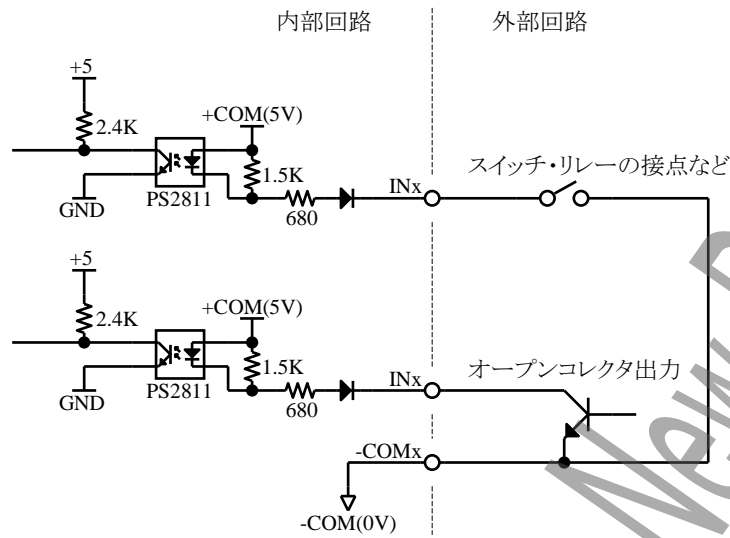 内部回路
外部回路
+5
2.4K
+COM(5V)
1.5K
GND
PS2811
680
INx
スイッチ・リレーの接点など
+5
2.4K
+COM(5V)
1.5K
GND
PS2811
680
INx
オープンコレクタ出力
-COMx
-COM(0V)
New